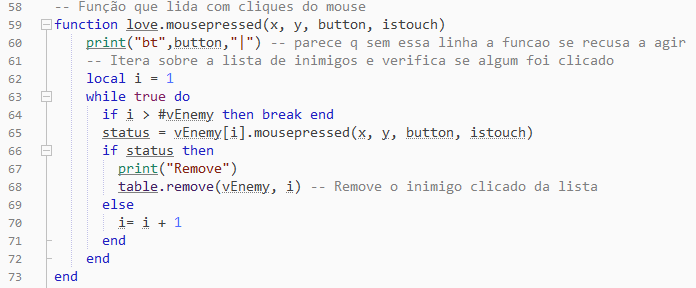 58 -- Função que lida com cliques do mouse
59 function love.mousepressed(x, y, button, istouch)
60     print("bt",button,"|") -- parece q sem essa linha a funcao se recusa a agir
61     -- Itera sobre a lista de inimigos e verifica se algum foi clicado
62     local i = 1
63     while true do
64       if i > #vEnemy then break end
65       status = vEnemy[i].mousepressed(x, y, button, istouch)
66       if status then
67         print("Remove")
68         table.remove(vEnemy, i) -- Remove o inimigo clicado da lista
69       else
70         i= i + 1
71       end
72     end
73 end